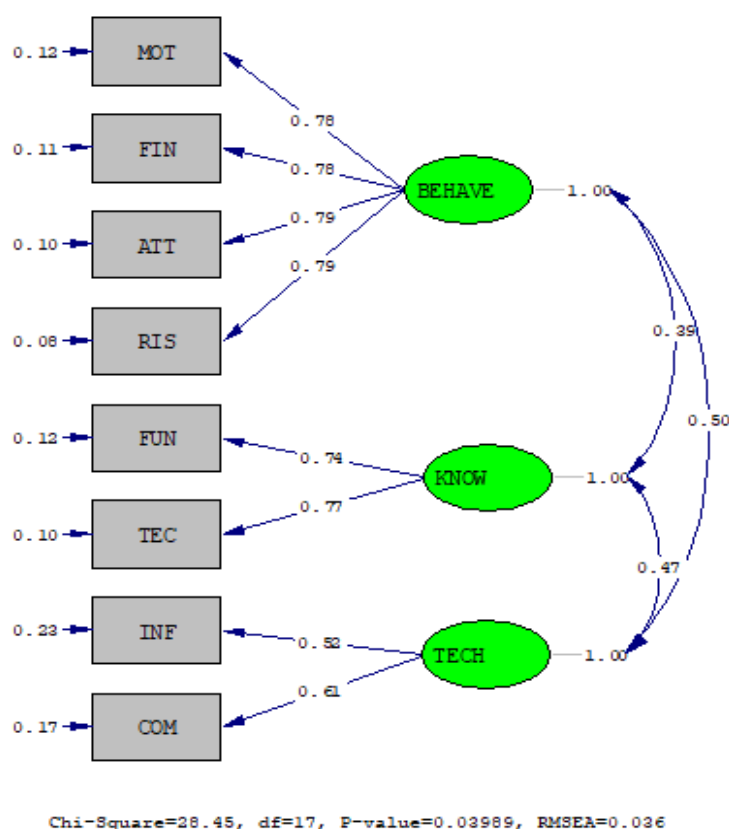 0.12 MOT
0.78
0.11 FIN
0.78
BEHAVE 1.00
0.79
0.10 ATT
0.79
0.08 RIS
0.39
0.50
0.12 FUN
0.74
KNOW 1.00
0.77
0.10 TEC
0.47
0.23 INF
0.52
TECH 1.00
0.61
0.17 COM
Chi-Square=28.45, df=17, P-value=0.03989, RMSEA=0.036